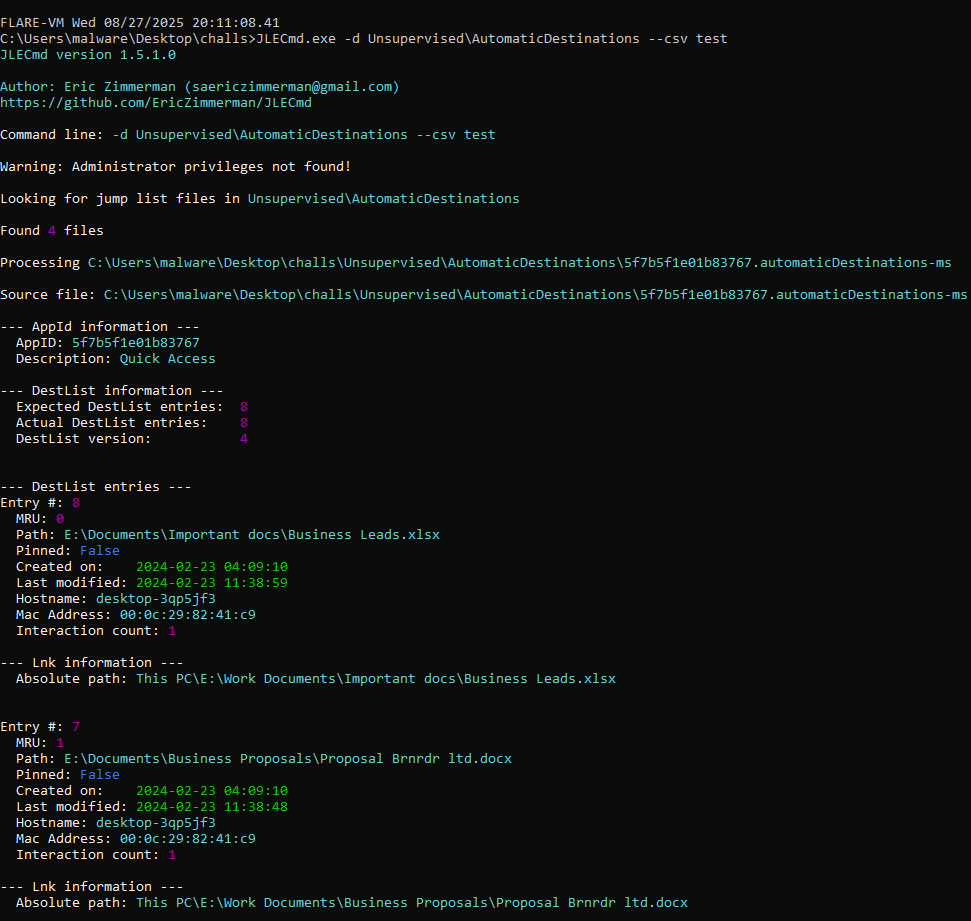 FLARE-VM Wed 08/27/2025 20:11:08.41
C:\Users\malware\Desktop\challs>JLECmd.exe -d Unsupervised\AutomaticDestinations --csv test
JLECmd version 1.5.1.0
Author: Eric Zimmerman (saericzimmerman@gmail.com)
https://github.com/EricZimmerman/JLECmd
Command line: -d Unsupervised\AutomaticDestinations --csv test
Warning: Administrator privileges not found!
Looking for jump list files in Unsupervised\AutomaticDestinations
Found 4 files
Processing C:\Users\malware\Desktop\challs\Unsupervised\AutomaticDestinations\5f7b5f1e01b83767.automaticDestinations-ms
Source file: C:\Users\malware\Desktop\challs\Unsupervised\AutomaticDestinations\5f7b5f1e01b83767.automaticDestinations-ms
--- AppId information ---
AppID: 5f7b5f1e01b83767
Description: Quick Access
--- DestList information ---
Expected DestList entries: 8
Actual DestList entries: 8
DestList version: 4
--- DestList entries ---
Entry #: 8
MRU: 0
Path: E:\Documents\Important docs\Business Leads.xlsx
Pinned: False
Created on: 2024-02-23 04:09:10
Last modified: 2024-02-23 11:38:59
Hostname: desktop-3qp5jf3
Mac Address: 00:0c:29:82:41:c9
Interaction count: 1
--- Lnk information ---
Absolute path: This PC\E:\Work Documents\Important docs\Business Leads.xlsx
Entry #: 7
MRU: 1
Path: E:\Documents\Business Proposals\Proposal Brnrdr ltd.docx
Pinned: False
Created on: 2024-02-23 04:09:10
Last modified: 2024-02-23 11:38:48
Hostname: desktop-3qp5jf3
Mac Address: 00:0c:29:82:41:c9
Interaction count: 1
--- Lnk information ---
Absolute path: This PC\E:\Work Documents\Business Proposals\Proposal Brnrdr ltd.docx